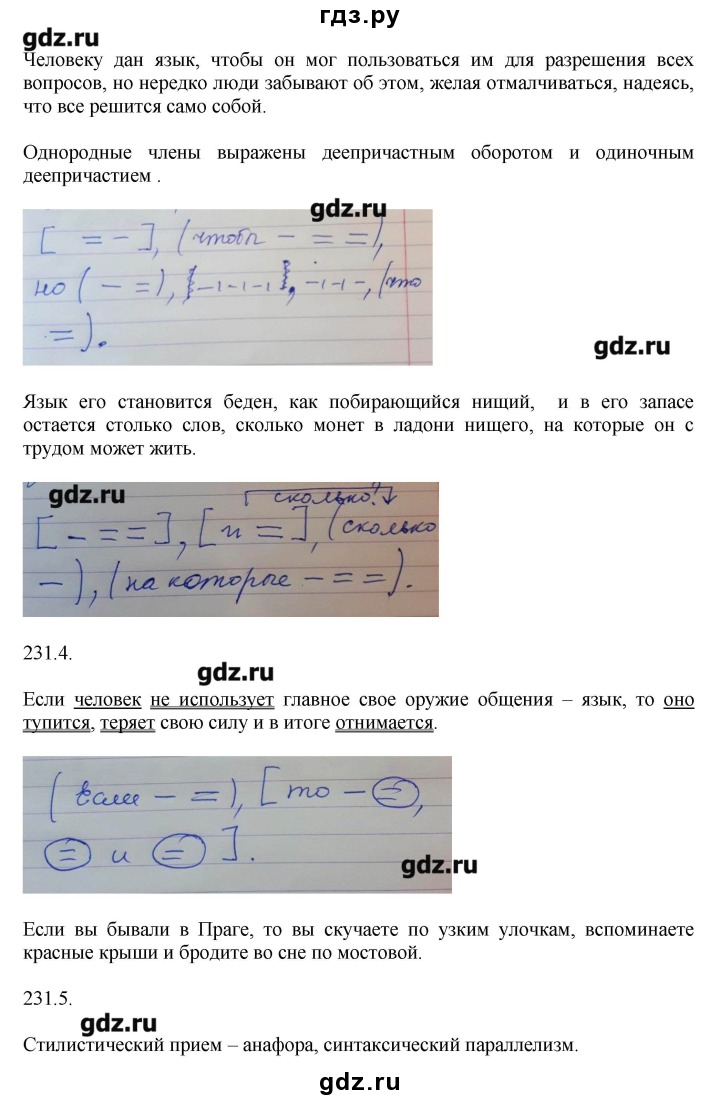 гдз.ру
gdz.ru
Человеку дан язык, чтобы он мог пользоваться им для разрешения всех
вопросов, но нередко люди забывают об этом, желая отмалчиваться, надеясь,
что все решится само собой.
Однородные члены выражены деепричастным оборотом и одиночным
деепричастием .
gdz.ru
[ = - ], (чтобы - = =),
но ( - = ), {-ı-ı-ı}, -ı-ı-, (что
= ).
gdz.ru
Язык его становится беден, как побирающийся нищий, и в его запасе
остается столько слов, сколько монет в ладони нищего, на которые он с
трудом может жить.
gdz.ru
сколько?
[ - = = ], [ и = ], (сколько
- ), (на которые - = = ).
231.4.
gdz.ru
Если человек не использует главное свое оружие общения – язык, то оно
тупится, теряет свою силу и в итоге отнимается.
(Если - = ), [ то - =,
= и = ].
gdz.ru
Если вы бывали в Праге, то вы скучаете по узким улочкам, вспоминаете
красные крыши и бродите во сне по мостовой.
231.5.
gdz.ru
Стилистический прием – анафора, синтаксический параллелизм.
gdz.ru